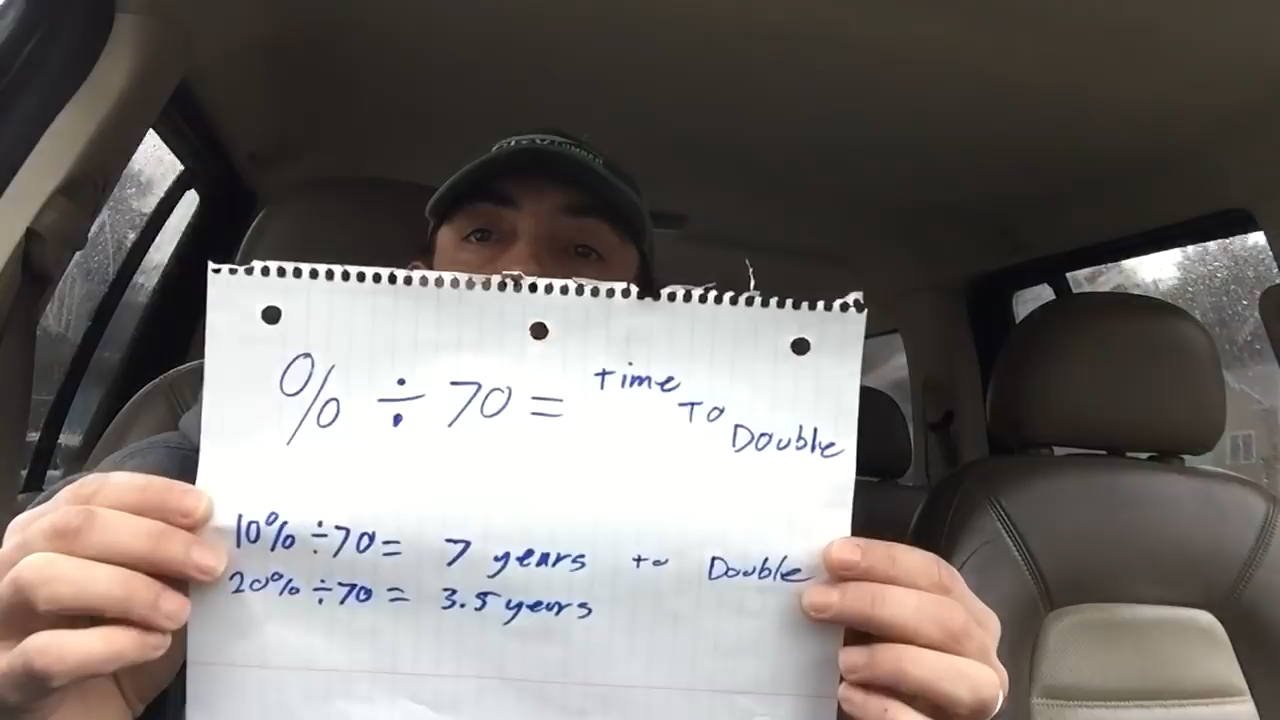 % ÷ 70 = Time To Double
10% ÷ 70 = 7 years to Double
20% ÷ 70 = 3.5 years